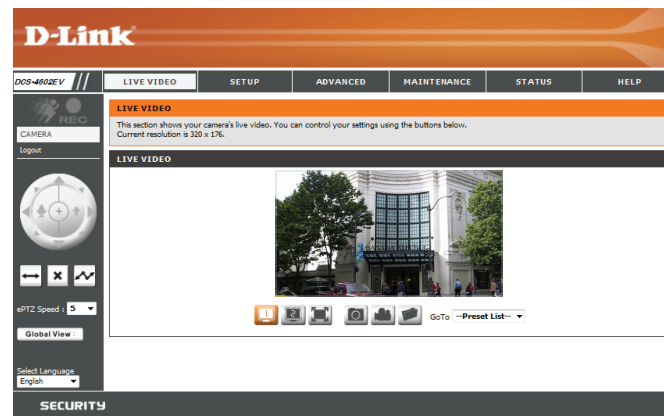 D-Link
DCS-4602EV // LIVE VIDEO SETUP ADVANCED MAINTENANCE STATUS HELP
REC
CAMERA
Logout
ePTZ Speed : 5
Global View :
Select Language
English
LIVE VIDEO
This section shows your camera's live video. You can control your settings using the buttons below.
Current resolution is 320 x 176.
LIVE VIDEO
1 2 GoTo --Preset List--
SECURITY